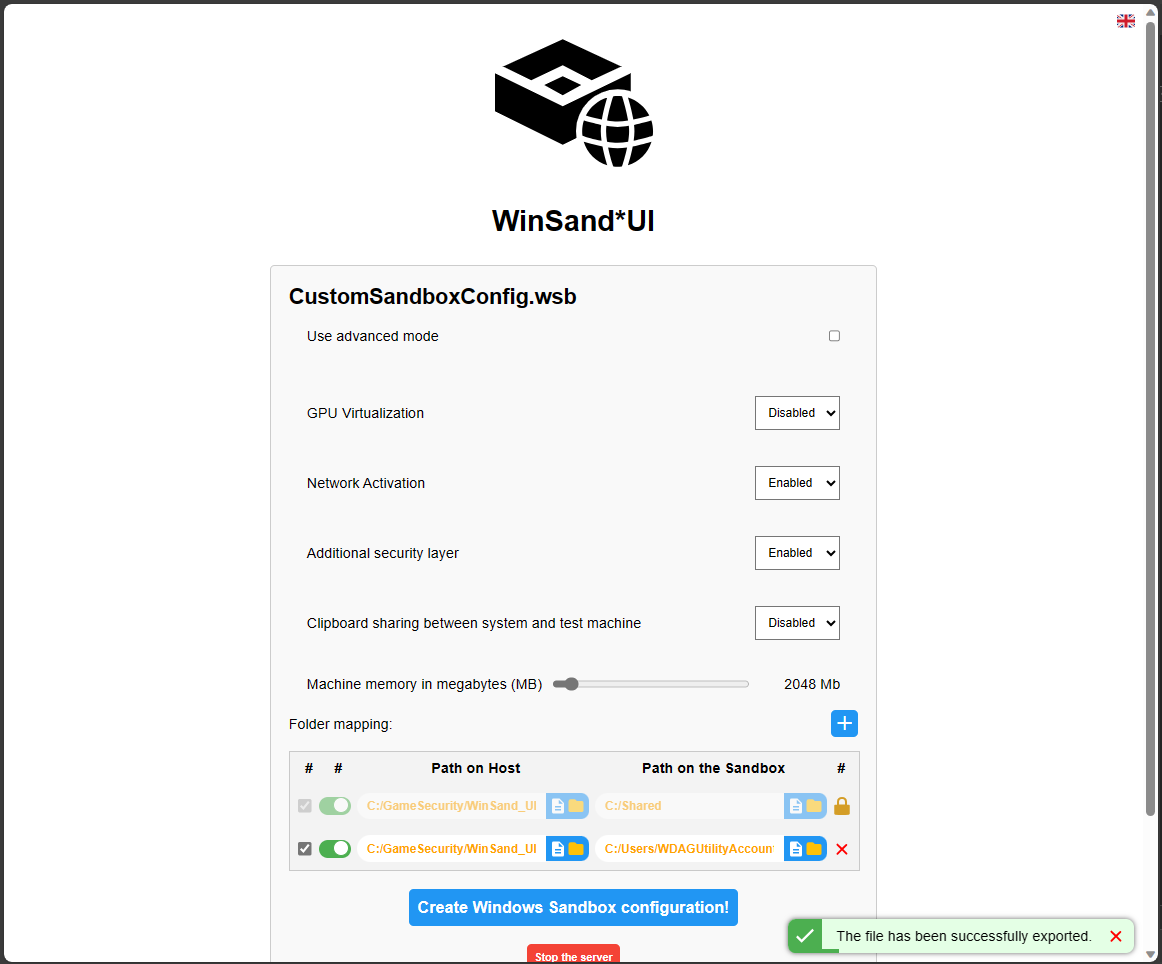 WinSand*UI
CustomSandboxConfig.wsb
Use advanced mode
GPU Virtualization Disabled
Network Activation Enabled
Additional security layer Enabled
Clipboard sharing between system and test machine Disabled
Machine memory in megabytes (MB) 2048 Mb
Folder mapping:
# # Path on Host Path on the Sandbox #
C:/GameSecurity/WinSand_UI C:/Shared
C:/GameSecurity/WinSand_UI C:/Users/WDAGUtilityAccoun
Create Windows Sandbox configuration!
The file has been successfully exported.
Stop the server